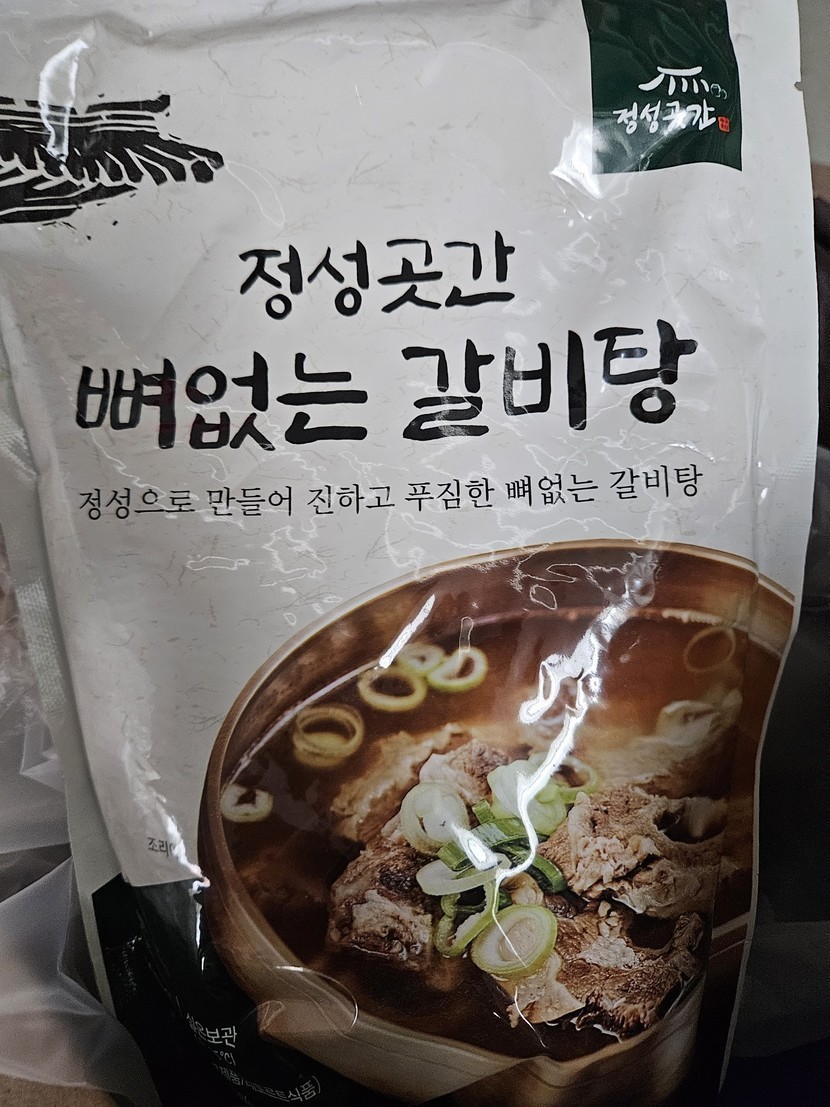 정성곳간
정성곳간
뼈없는 갈비탕
정성으로 만들어 진하고 푸짐한 뼈없는 갈비탕